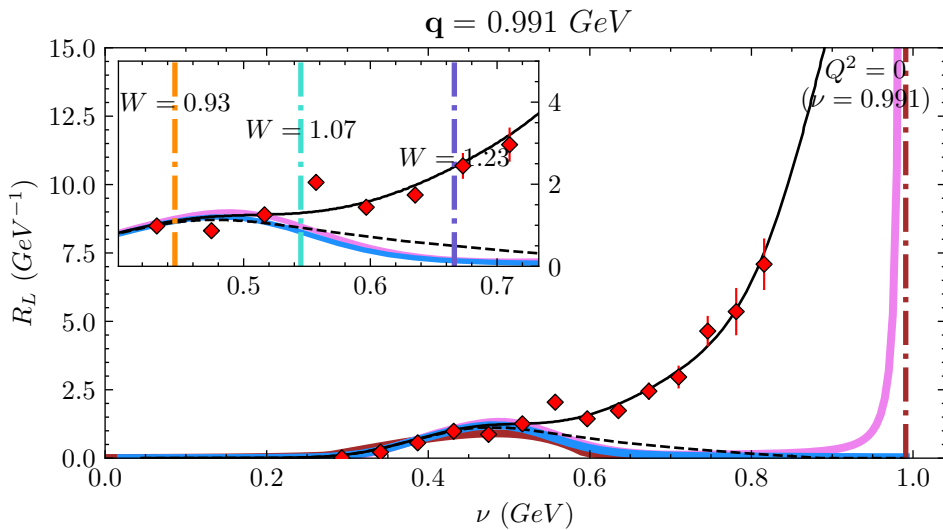 q = 0.991 GeV
15.0
12.5
10.0
7.5
5.0
2.5
0.0
R_L (GeV⁻¹)
W = 0.93
W = 1.07
W = 1.23
4
2
0
0.5
0.6
0.7
Q² = 0
(ν = 0.991)
0.0
0.2
0.4
0.6
0.8
1.0
ν (GeV)